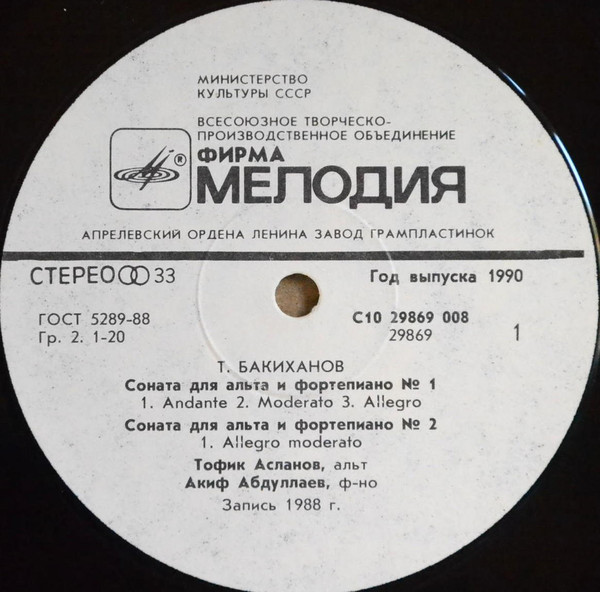 МИНИСТЕРСТВО
КУЛЬТУРЫ СССР
ВСЕСОЮЗНОЕ ТВОРЧЕСКО-
ПРОИЗВОДСТВЕННОЕ ОБЪЕДИНЕНИЕ
®
ФИРМА
МЕЛОДИЯ
АПРЕЛЕВСКИЙ ОРДЕНА ЛЕНИНА ЗАВОД ГРАМПЛАСТИНОК
СТЕРЕО 33
Год выпуска 1990
ГОСТ 5289-88
Гр. 2. 1-20
С10 29869 008
29869
1
Т. БАКИХАНОВ
Соната для альта и фортепиано № 1
1. Andante 2. Moderato 3. Allegro
Соната для альта и фортепиано № 2
1. Allegro moderato
Тофик Асланов, альт
Акиф Абдуллаев, ф-но
Запись 1988 г.